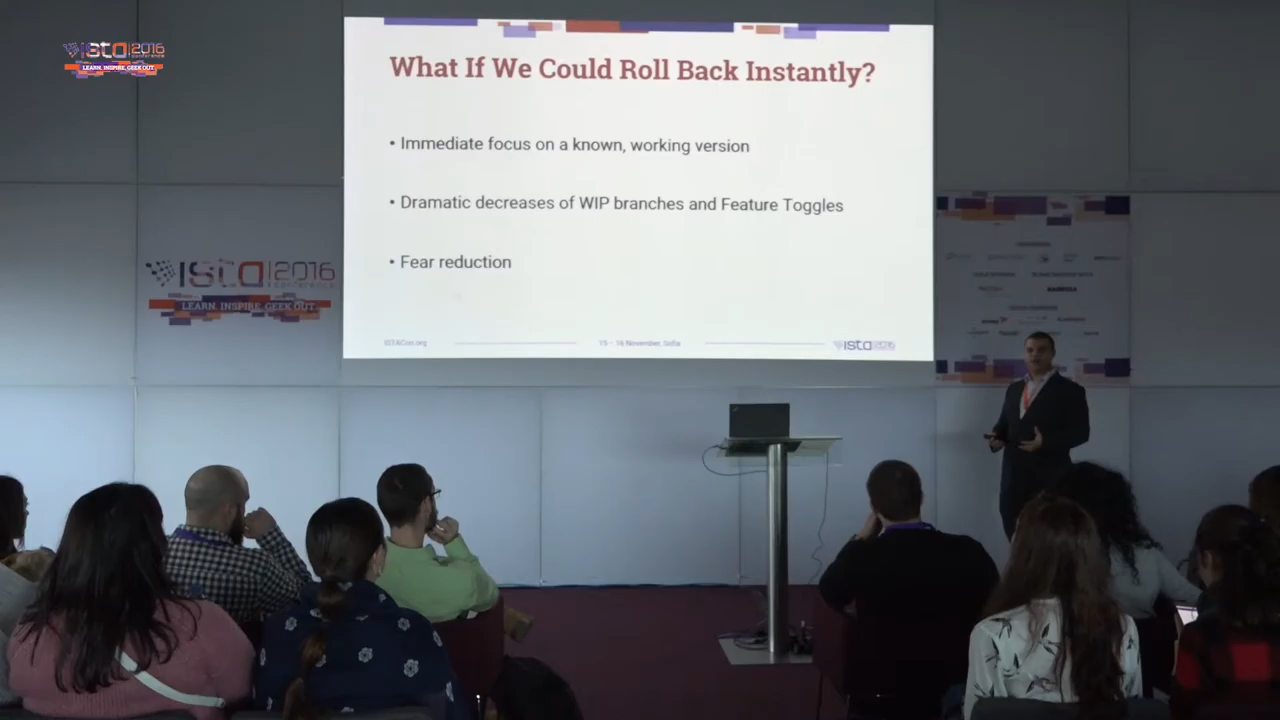 ista 2016
conference
LEARN. INSPIRE. GEEK OUT.
What If We Could Roll Back Instantly?
• Immediate focus on a known, working version
• Dramatic decreases of WIP branches and Feature Toggles
• Fear reduction
ISTACon.org
15 - 16 November, Sofia
ista 2016
ista 2016
conference
LEARN. INSPIRE. GEEK OUT.